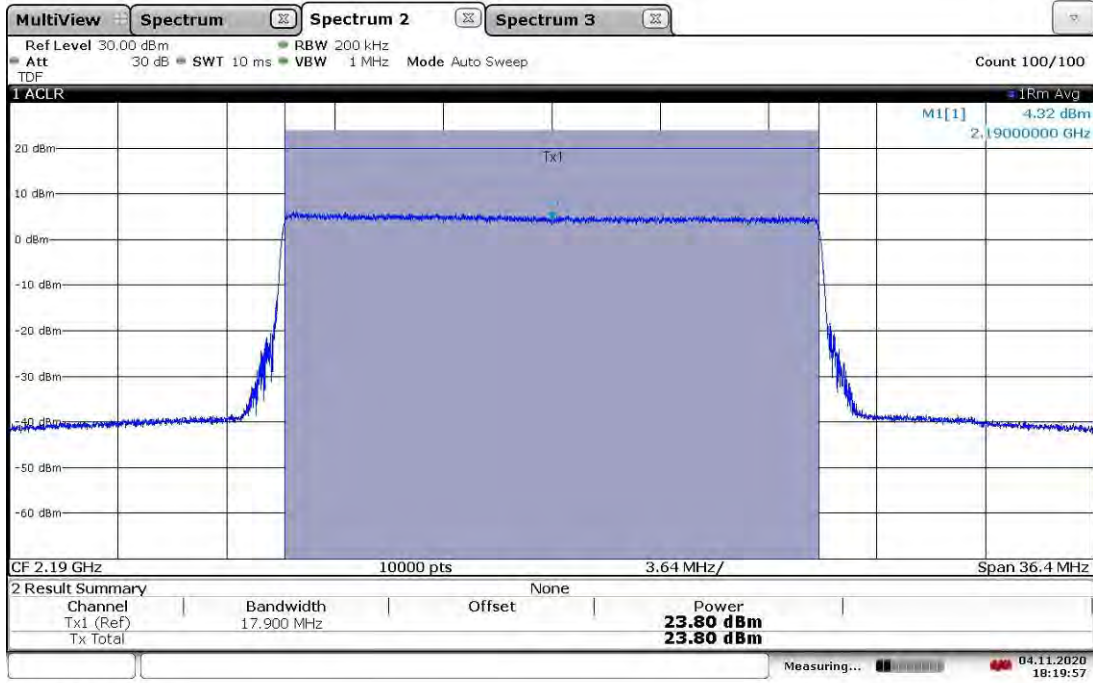 MultiView Spectrum Spectrum 2 Spectrum 3
Ref Level 30.00 dBm RBW 200 kHz
Att 30 dB SWT 10 ms VBW 1 MHz Mode Auto Sweep Count 100/100
TDF
1 ACLR 1Rm Avg
M1[1] 4.32 dBm
2.19000000 GHz
20 dBm
Tx1
10 dBm
0 dBm
-10 dBm
-20 dBm
-30 dBm
-40 dBm
-50 dBm
-60 dBm
CF 2.19 GHz 10000 pts 3.64 MHz/ Span 36.4 MHz
2 Result Summary None
Channel Bandwidth Offset Power
Tx1 (Ref) 17.900 MHz 23.80 dBm
Tx Total 23.80 dBm
Measuring... 04.11.2020
18:19:57